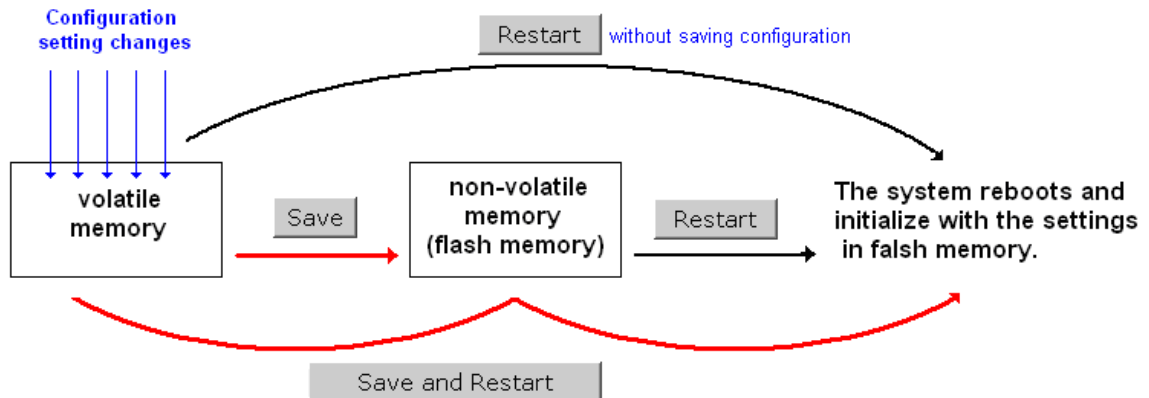 Configuration
setting changes
Restart
without saving configuration
volatile
memory
Save
non-volatile
memory
(flash memory)
Restart
The system reboots and
initialize with the settings
in falsh memory.
Save and Restart